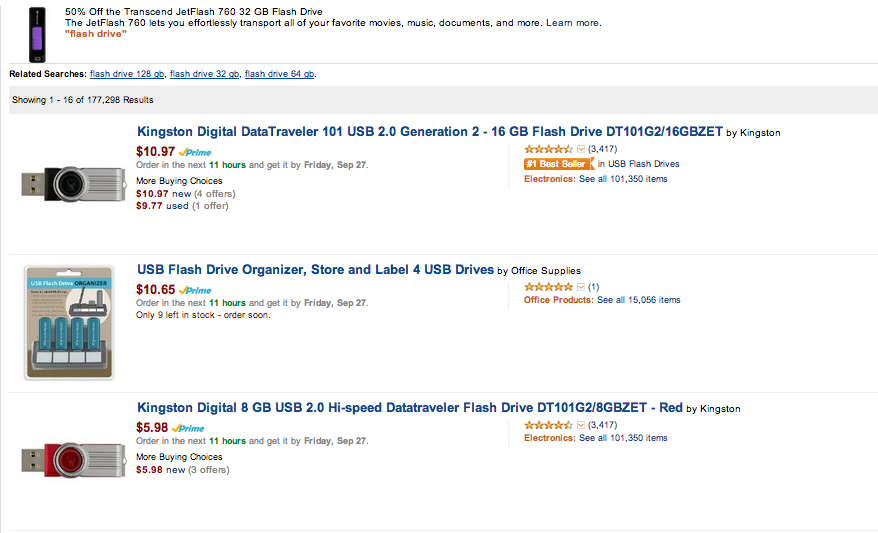 50% Off the Transcend JetFlash 760 32 GB Flash Drive
The JetFlash 760 lets you effortlessly transport all of your favorite movies, music, documents, and more. Learn more.
"flash drive"
Related Searches: flash drive 128 gb, flash drive 32 gb, flash drive 64 gb.
Showing 1 - 16 of 177,298 Results
Kingston Digital DataTraveler 101 USB 2.0 Generation 2 - 16 GB Flash Drive DT101G2/16GBZET by Kingston
$10.97 Prime
Order in the next 11 hours and get it by Friday, Sep 27.
More Buying Choices
$10.97 new (4 offers)
$9.77 used (1 offer)
(3,417)
#1 Best Seller in USB Flash Drives
Electronics: See all 101,350 items
USB Flash Drive ORGANIZER
USB Flash Drive Organizer, Store and Label 4 USB Drives by Office Supplies
$10.65 Prime
Order in the next 11 hours and get it by Friday, Sep 27.
Only 9 left in stock - order soon.
(1)
Office Products: See all 15,056 items
Kingston Digital 8 GB USB 2.0 Hi-speed Datatraveler Flash Drive DT101G2/8GBZET - Red by Kingston
$5.98 Prime
Order in the next 11 hours and get it by Friday, Sep 27.
More Buying Choices
$5.98 new (3 offers)
(3,417)
Electronics: See all 101,350 items